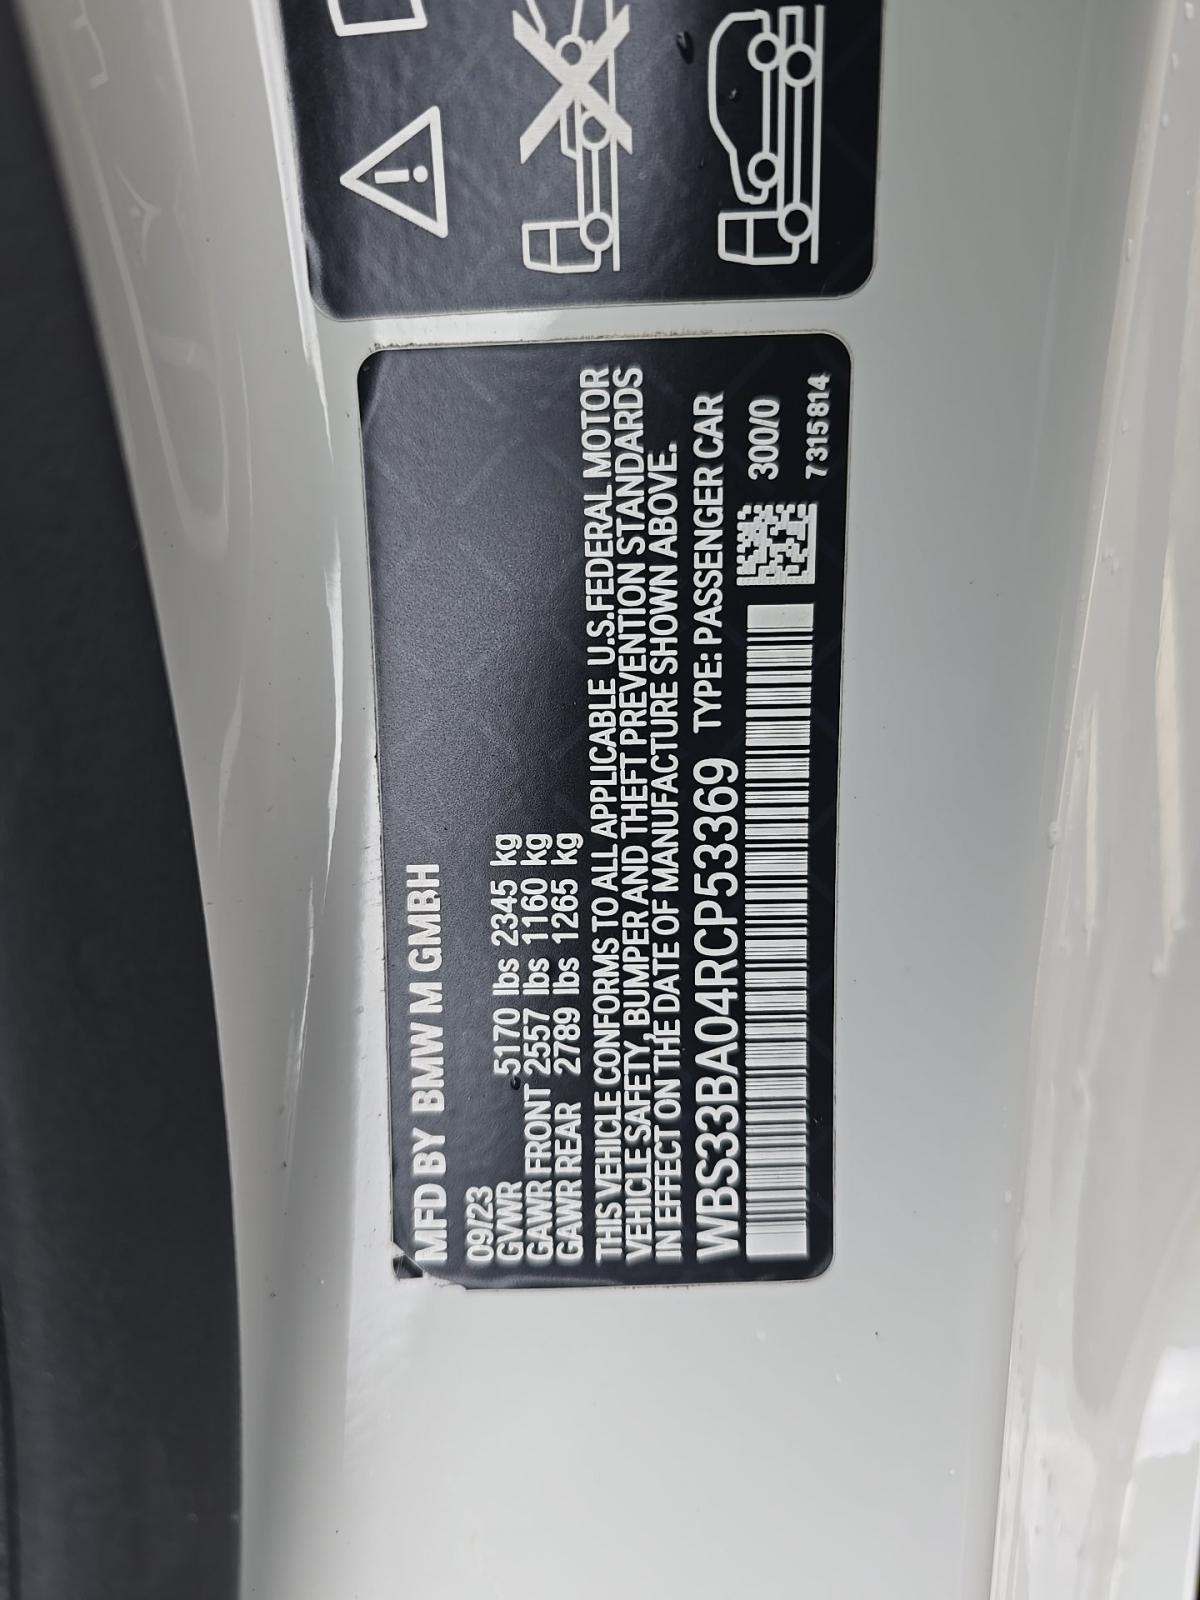 MFD BY BMW M GMBH
09/23
GVWR 5170 lbs 2345 kg
GAWR FRONT 2557 lbs 1160 kg
GAWR REAR 2789 lbs 1265 kg
THIS VEHICLE CONFORMS TO ALL APPLICABLE U.S.FEDERAL MOTOR
VEHICLE SAFETY, BUMPER AND THEFT PREVENTION STANDARDS
IN EFFECT ON THE DATE OF MANUFACTURE SHOWN ABOVE.
WBS33BA04RCP53369 TYPE: PASSENGER CAR
300/0
7315814